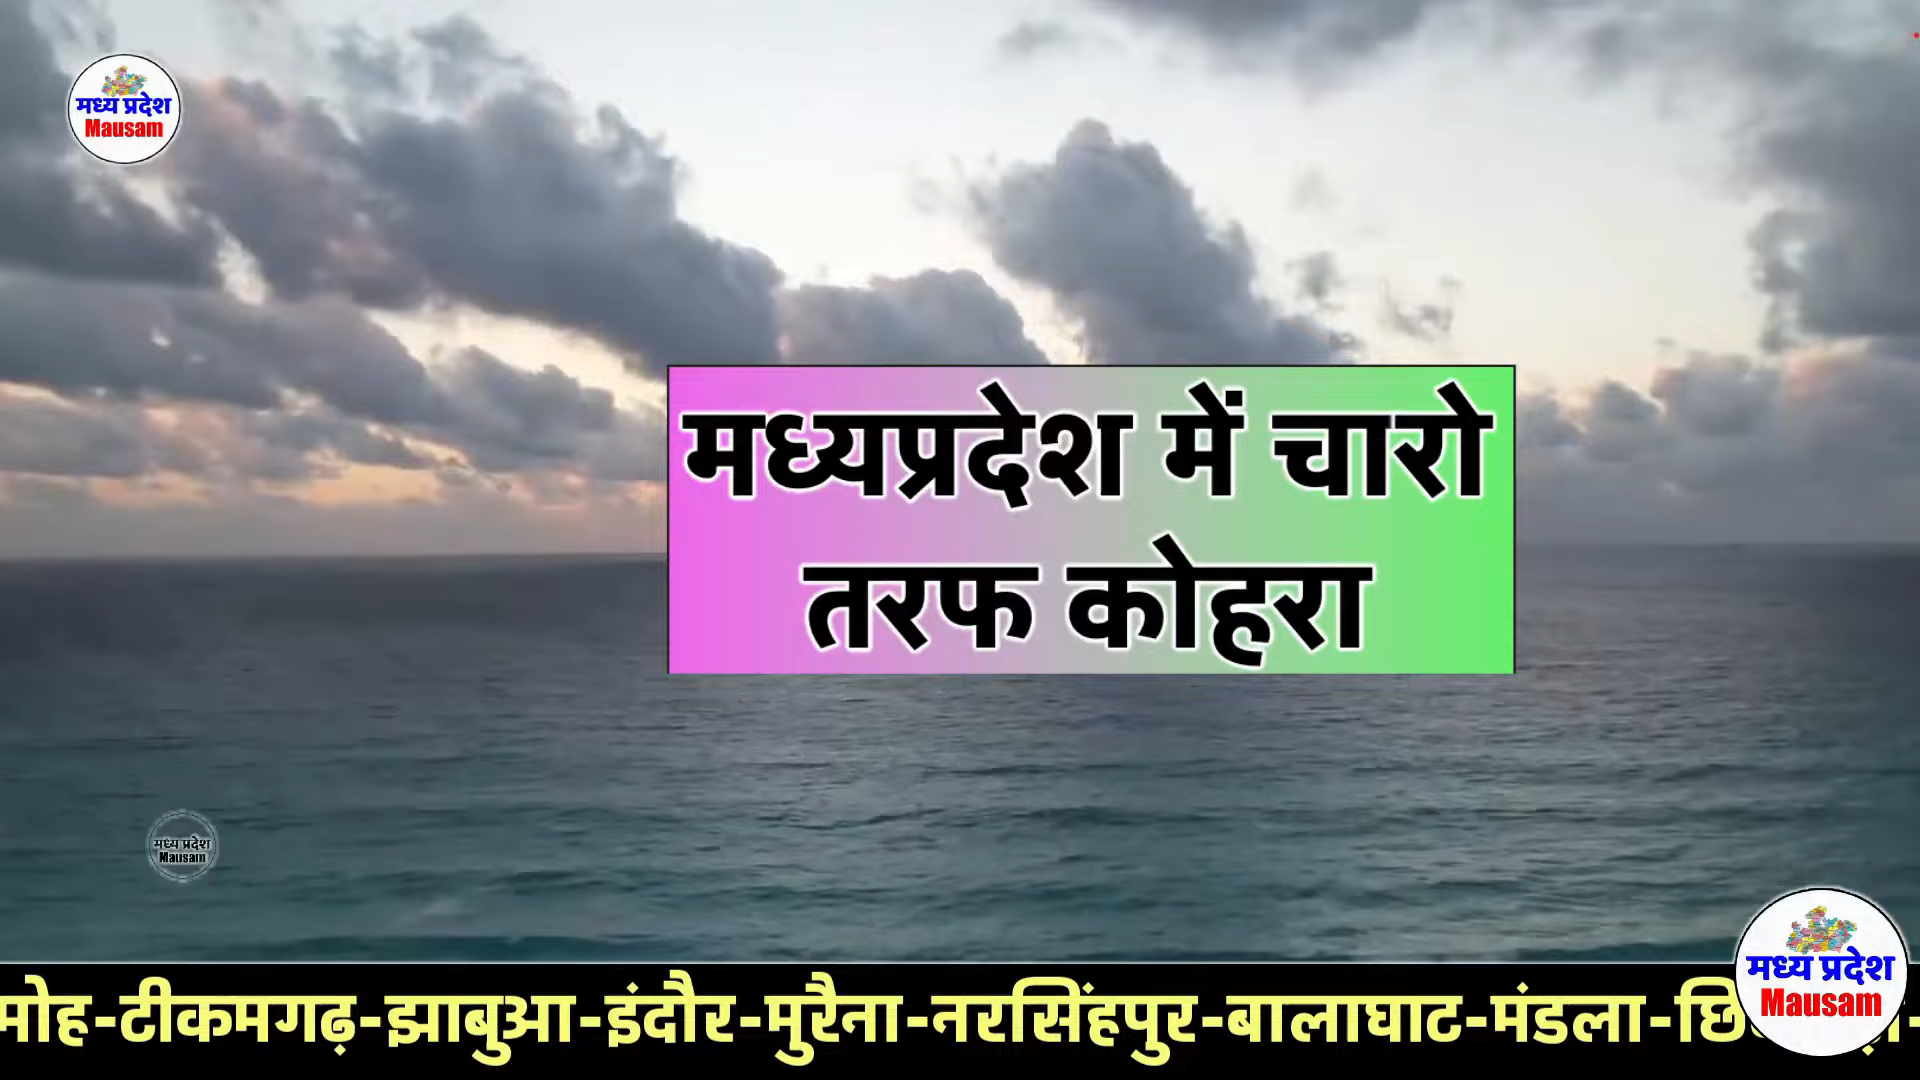 मध्य प्रदेश
Mausam
मध्यप्रदेश में चारो
तरफ कोहरा
मध्य प्रदेश
Mausam
मोह-टीकमगढ़-झाबुआ-इंदौर-मुरैना-नरसिंहपुर-बालाघाट-मंडला-
मध्य प्रदेश
Mausam